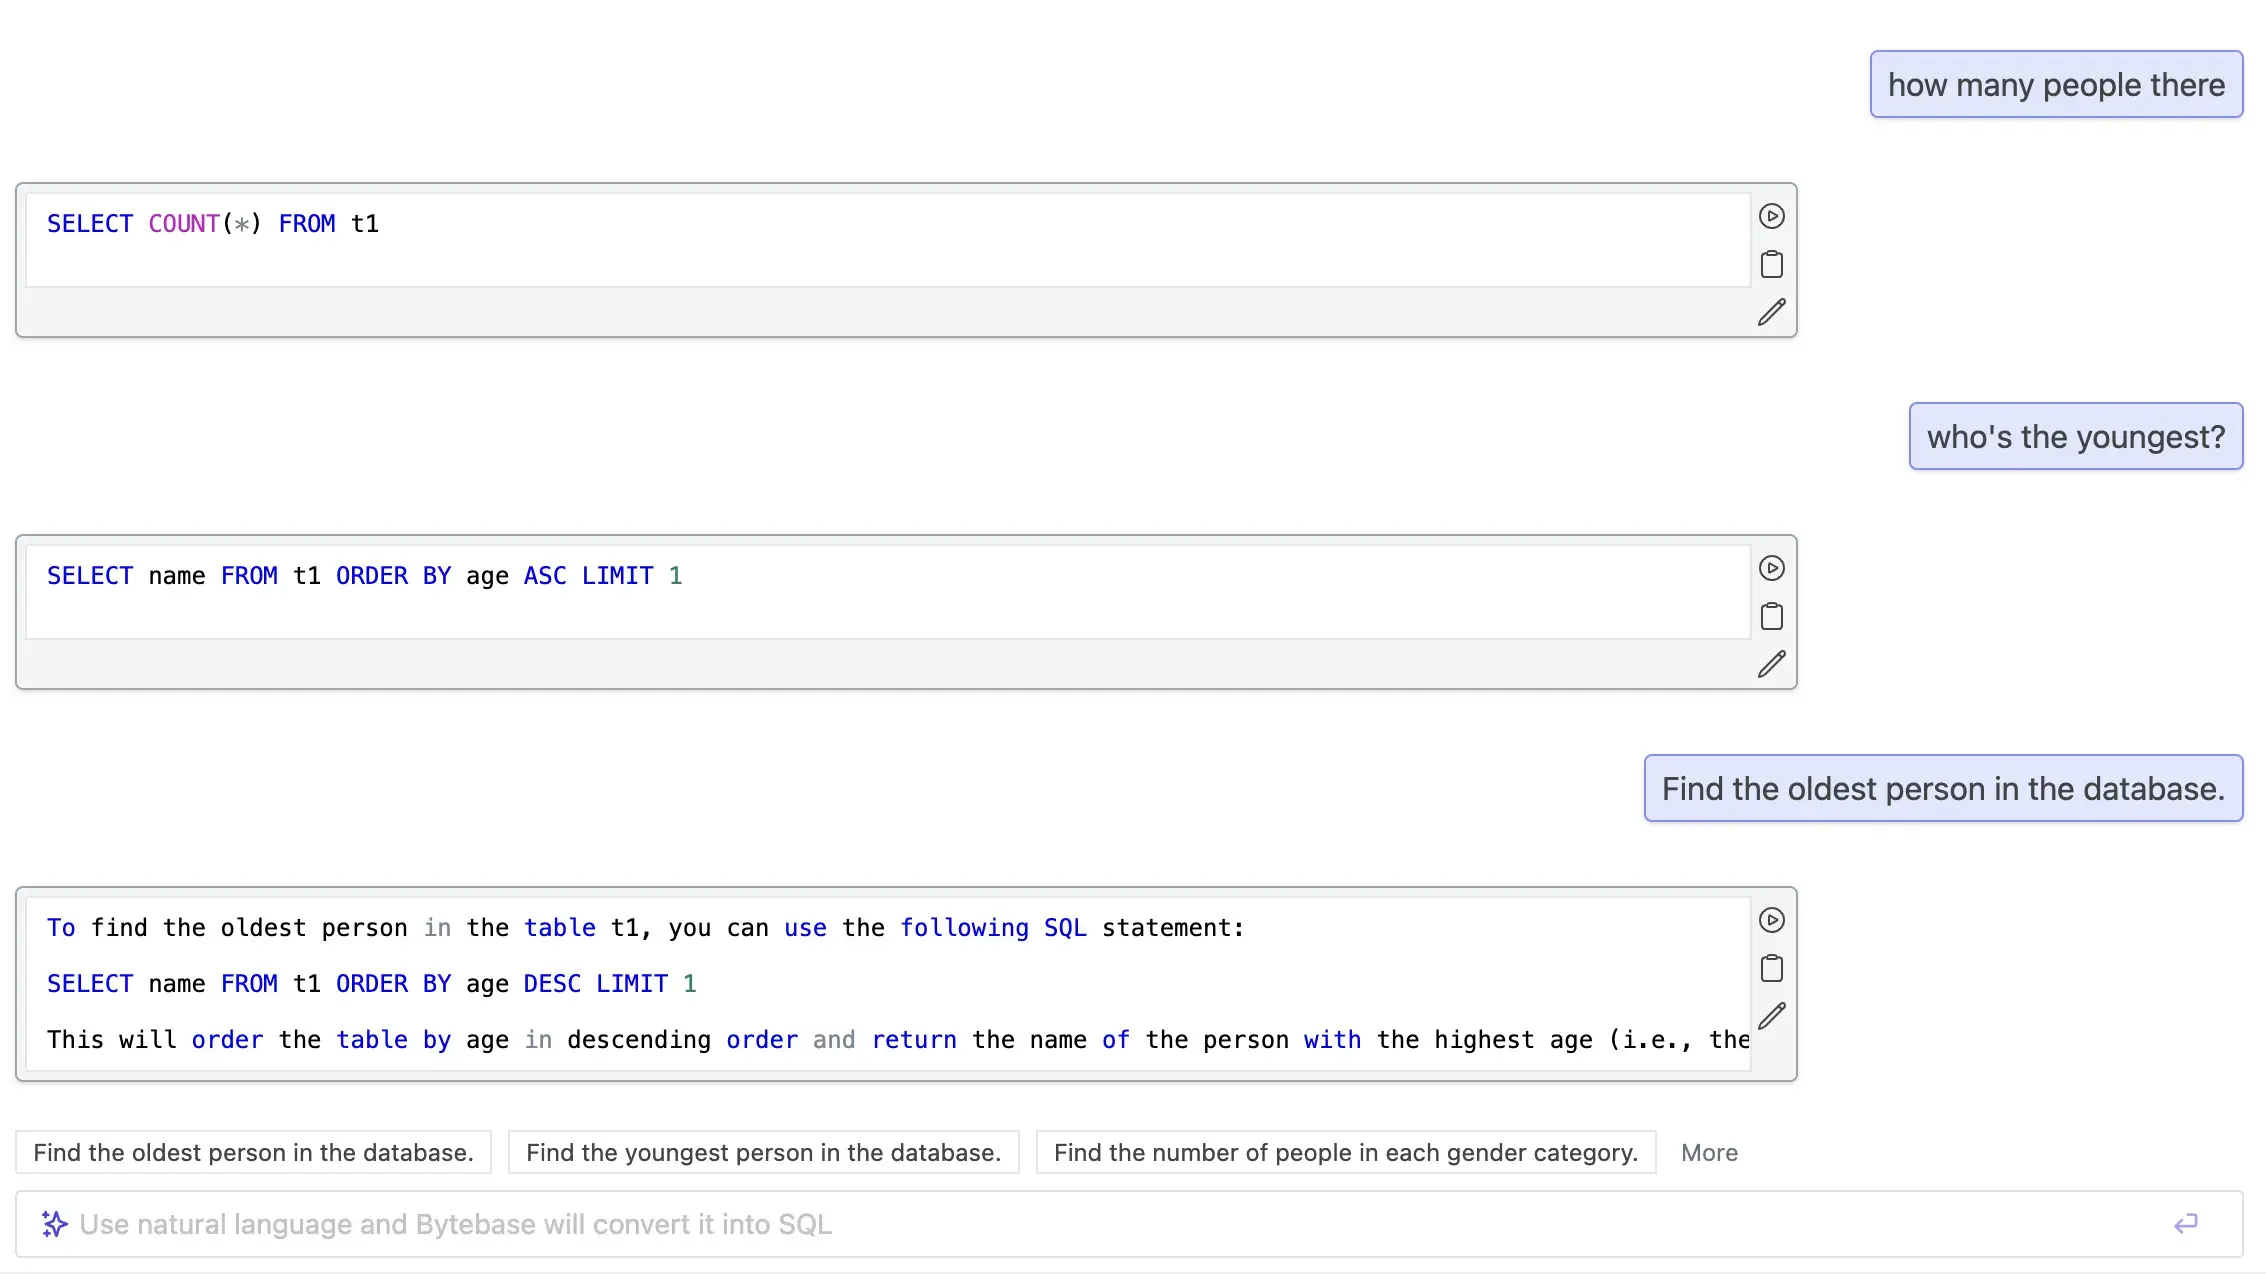 how many people there
SELECT COUNT(*) FROM t1
who's the youngest?
SELECT name FROM t1 ORDER BY age ASC LIMIT 1
Find the oldest person in the database.
To find the oldest person in the table t1, you can use the following SQL statement:
SELECT name FROM t1 ORDER BY age DESC LIMIT 1
This will order the table by age in descending order and return the name of the person with the highest age (i.e., the
Find the oldest person in the database. Find the youngest person in the database. Find the number of people in each gender category. More
Use natural language and Bytebase will convert it into SQL